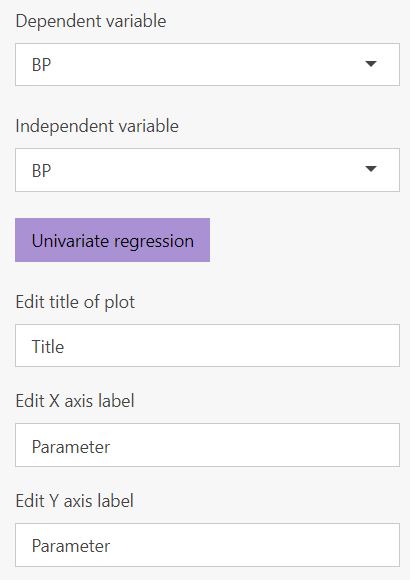 Dependent variable
BP
Independent variable
BP
Univariate regression
Edit title of plot
Title
Edit X axis label
Parameter
Edit Y axis label
Parameter